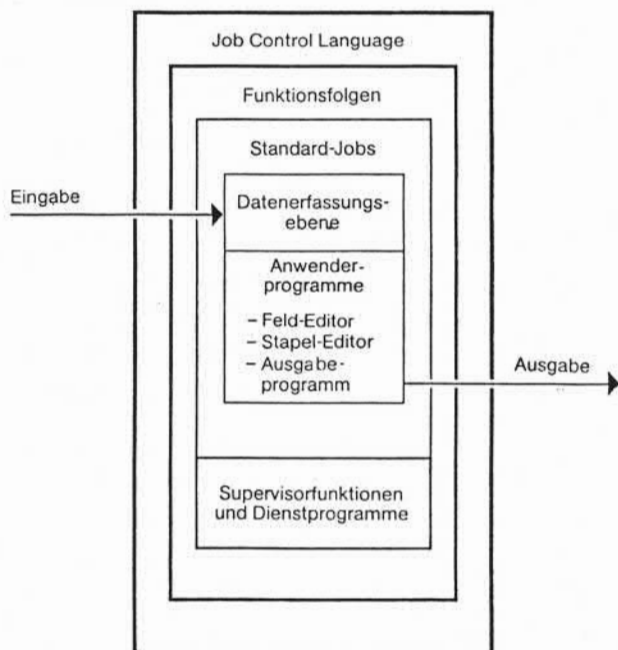 Job Control Language
Funktionsfolgen
Standard-Jobs
Eingabe
Datenerfassungs-
ebene
Anwender-
programme
– Feld-Editor
– Stapel-Editor
– Ausgabe-
programm
Ausgabe
Supervisorfunktionen
und Dienstprogramme